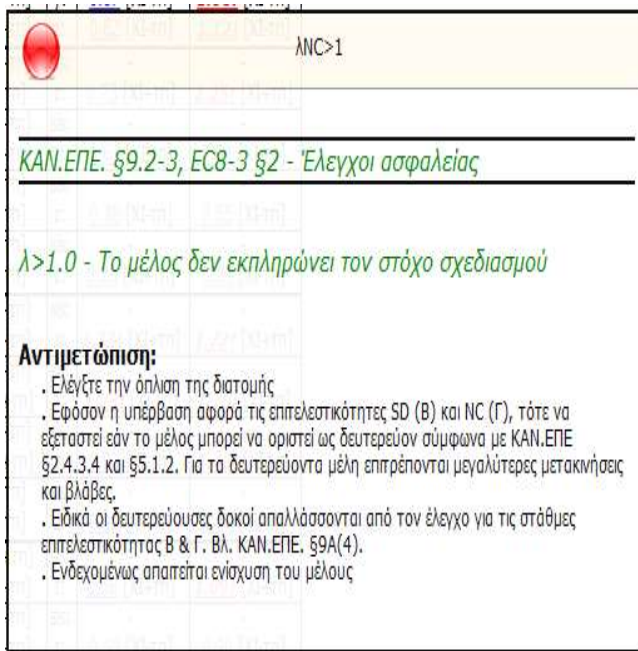 λNC>1
ΚΑΝ.ΕΠΕ. §9.2-3, EC8-3 §2 - Έλεγχοι ασφαλείας
λ>1.0 - Το μέλος δεν εκπληρώνει τον στόχο σχεδιασμού
Αντιμετώπιση:
. Ελέγξτε την όπλιση της διατομής
. Εφόσον η υπέρβαση αφορά τις επιτελεστικότητες SD (Β) και NC (Γ), τότε να
εξεταστεί εάν το μέλος μπορεί να οριστεί ως δευτερεύον σύμφωνα με ΚΑΝ.ΕΠΕ
§2.4.3.4 και §5.1.2. Για τα δευτερεύοντα μέλη επιτρέπονται μεγαλύτερες μετακινήσεις
και βλάβες.
. Ειδικά οι δευτερεύουσες δοκοί απαλλάσσονται από τον έλεγχο για τις στάθμες
επιτελεστικότητας Β & Γ. Βλ. ΚΑΝ.ΕΠΕ. §9Α(4).
. Ενδεχομένως απαιτείται ενίσχυση του μέλους